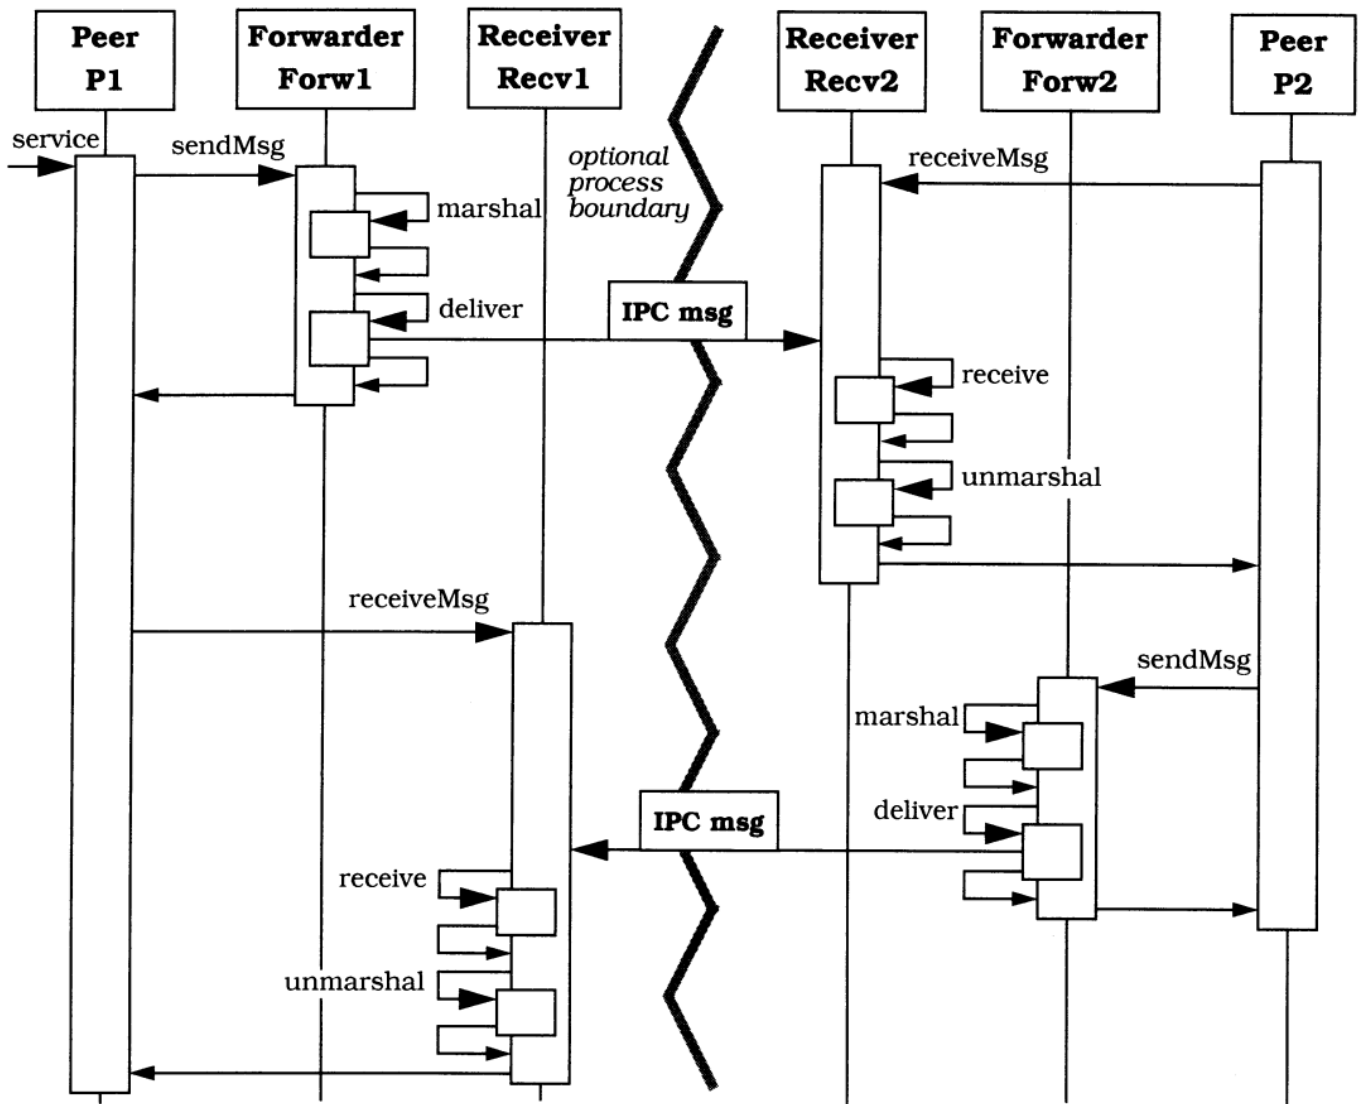 Peer
P1
Forwarder
Forw1
Receiver
Recv1
Receiver
Recv2
Forwarder
Forw2
Peer
P2
service
sendMsg
optional
process
boundary
receiveMsg
marshal
deliver
IPC msg
receive
unmarshal
receiveMsg
sendMsg
marshal
deliver
IPC msg
receive
unmarshal